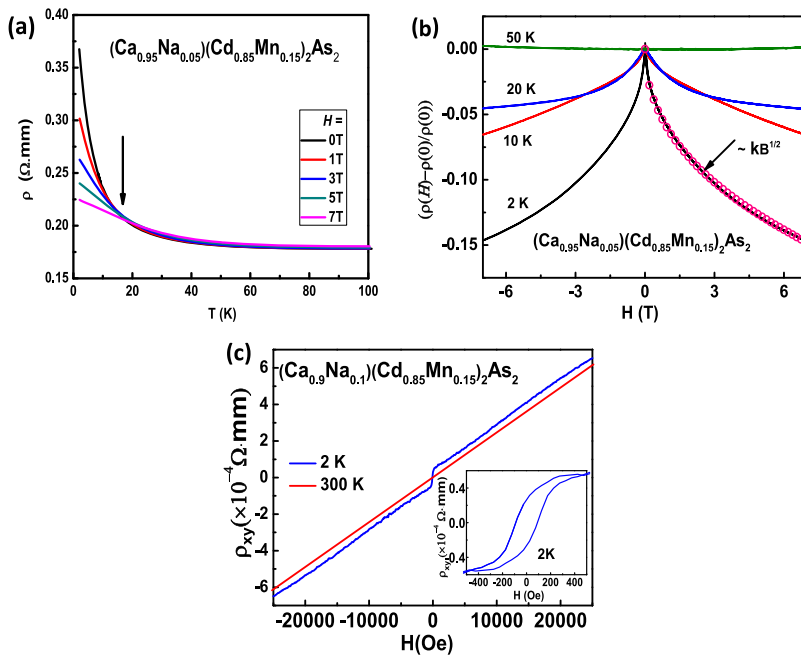 (a)
(Ca0.95Na0.05)(Cd0.85Mn0.15)2As2
0.40
0.35
0.30
0.25
0.20
0.15
ρ (Ω.mm)
H =
0T
1T
3T
5T
7T
0 20 40 60 80 100
T (K)
(b)
0.00
-0.05
-0.10
-0.15
(ρ(H)−ρ(0)/ρ(0))
50 K
20 K
10 K
2 K
~ kB1/2
(Ca0.95Na0.05)(Cd0.85Mn0.15)2As2
-6 -3 0 3 6
H (T)
(c)
(Ca0.9Na0.1)(Cd0.85Mn0.15)2As2
6
4
2
0
-2
-4
-6
ρxy(×10−4 Ω·mm)
2 K
300 K
-20000 -10000 0 10000 20000
H(Oe)
0.4
0.0
-0.4
ρxy(×10−4 Ω·mm)
2K
-400 -200 0 200 400
H (Oe)